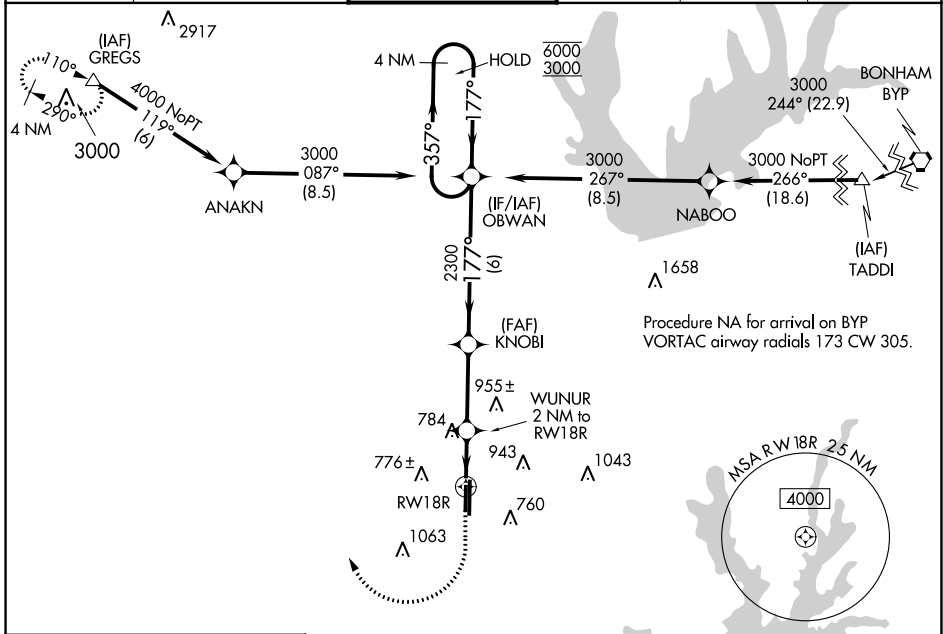 2917
(IAF)
GREGS
110°
290°
4 NM
3000
4000 NoPT
119°
(6)
ANAKN
3000
087°
(8.5)
4 NM
HOLD
6000
3000
357°
177°
(IF/IAF)
OBWAN
3000
267°
(8.5)
NABOO
3000 NoPT
266°
(18.6)
3000
244° (22.9)
BONHAM
BYP
(IAF)
TADDI
2300
177°
(6)
1658
Procedure NA for arrival on BYP
VORTAC airway radials 173 CW 305.
(FAF)
KNOBI
955±
WUNUR
2 NM to
RW18R
784
943
1043
776±
RW18R
760
1063
MSA RW 18R 25 NM
4000